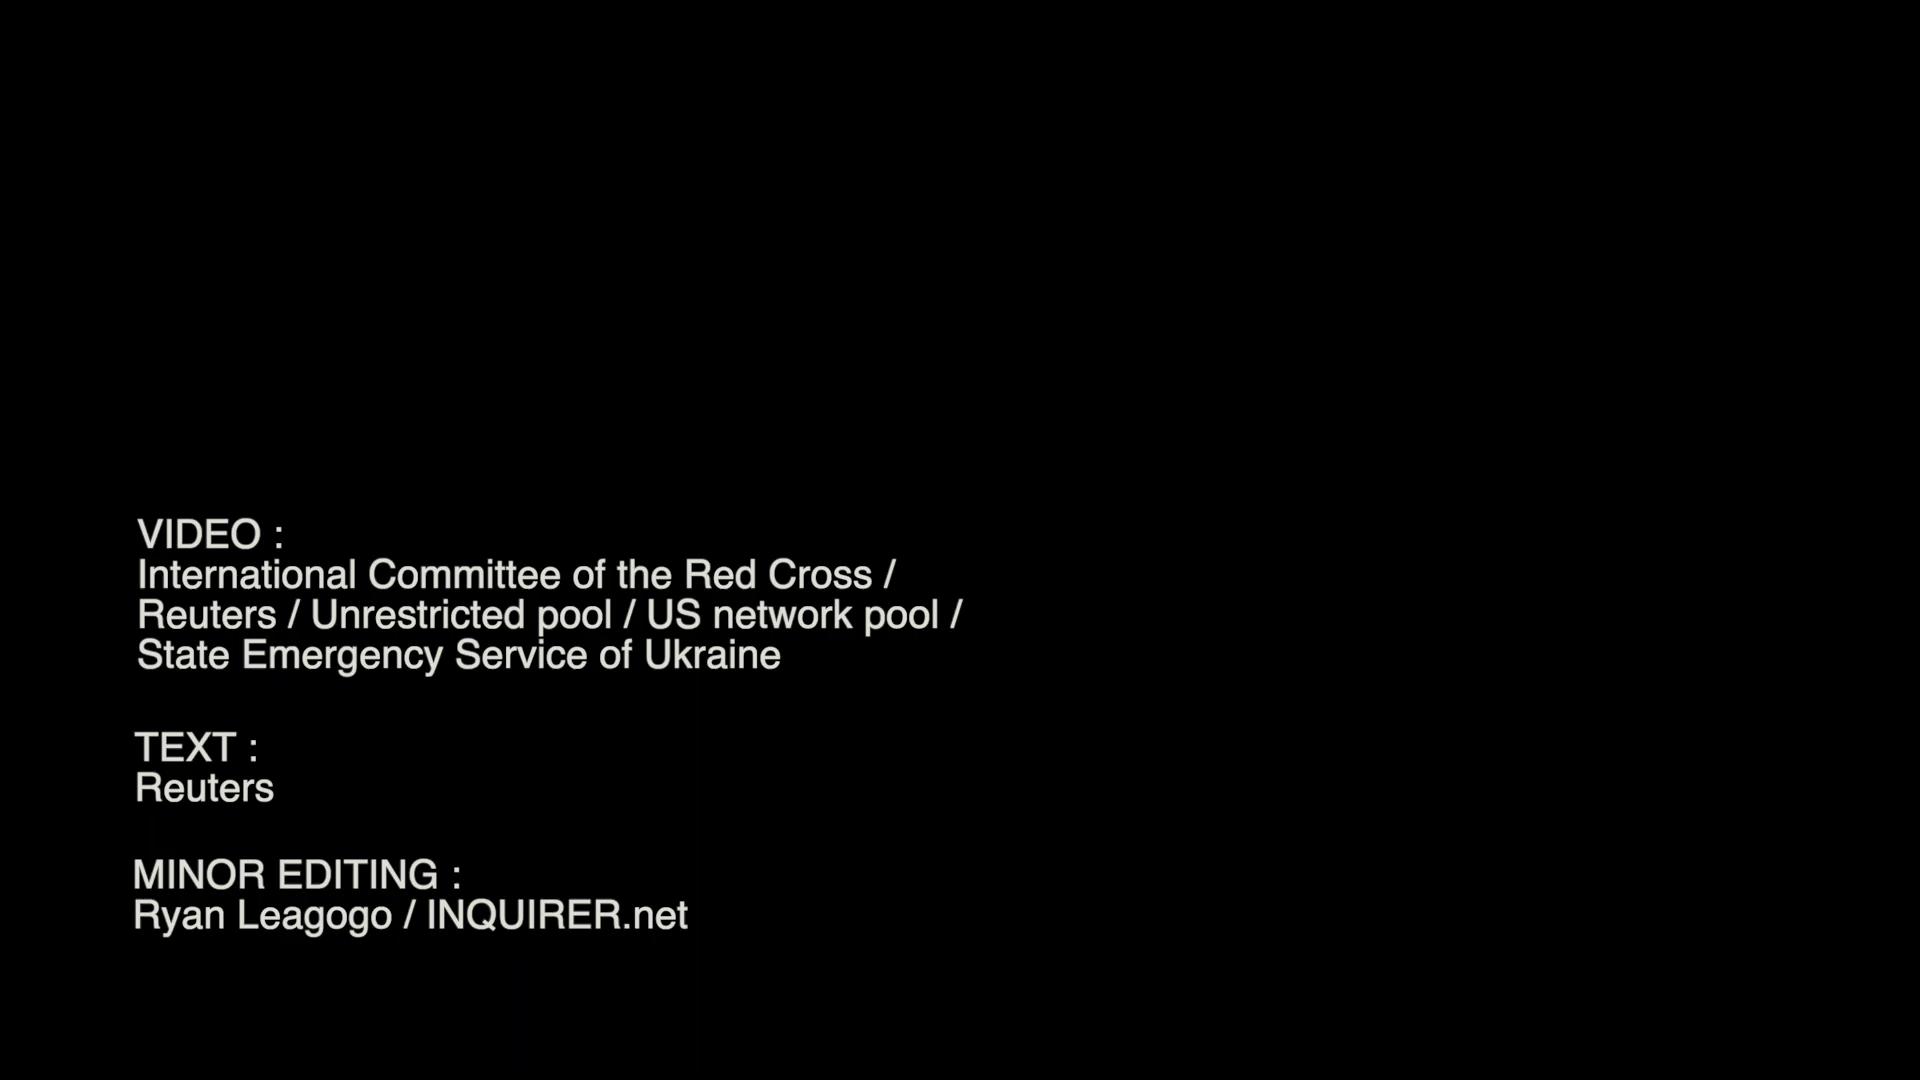 VIDEO :
International Committee of the Red Cross /
Reuters / Unrestricted pool / US network pool /
State Emergency Service of Ukraine
TEXT :
Reuters
MINOR EDITING :
Ryan Leagogo / INQUIRER.net